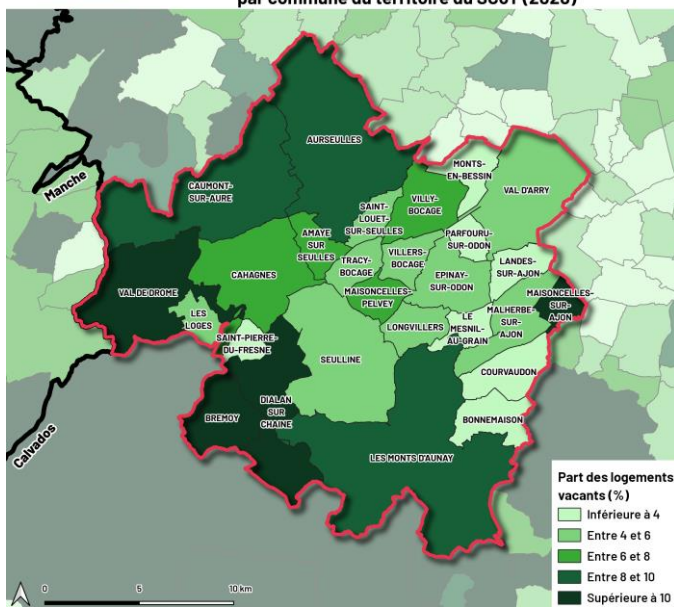 par commune du territoire du SCoT (2020)
AURSEULLES
MONTS-
EN-BESSIN
CAUMONT-
SUR-AURE
VAL D'ARRY
Manche
SAINT-
LOUET-
SUR-SEULLES
VILLY-
BOCAGE
AMAYE
SUR
SEULLES
PARFOURU-
SUR-ODON
TRACY-
BOCAGE
VILLERS-
BOCAGE
LANDES-
SUR-AJON
CAHAGNES
EPINAY-
SUR-ODON
VAL DE DROME
MAISONCELLES-
PELVEY
MAISONCELLES-
SUR-
AJON
LES
LOGES
MALHERBE-
SUR-
AJON
LE
MESNIL-
AU-GRAIN
LONGVILLERS
SAINT-PIERRE-
DU-FRESNE
SEULLINE
COURVAUDON
DIALAN
SUR
CHAINE
BREMOY
BONNEMAISON
LES MONTS D'AUNAY
Calvados
Part des logements
vacants (%)
Inférieure à 4
Entre 4 et 6
Entre 6 et 8
Entre 8 et 10
Supérieure à 10
0 5 10 km